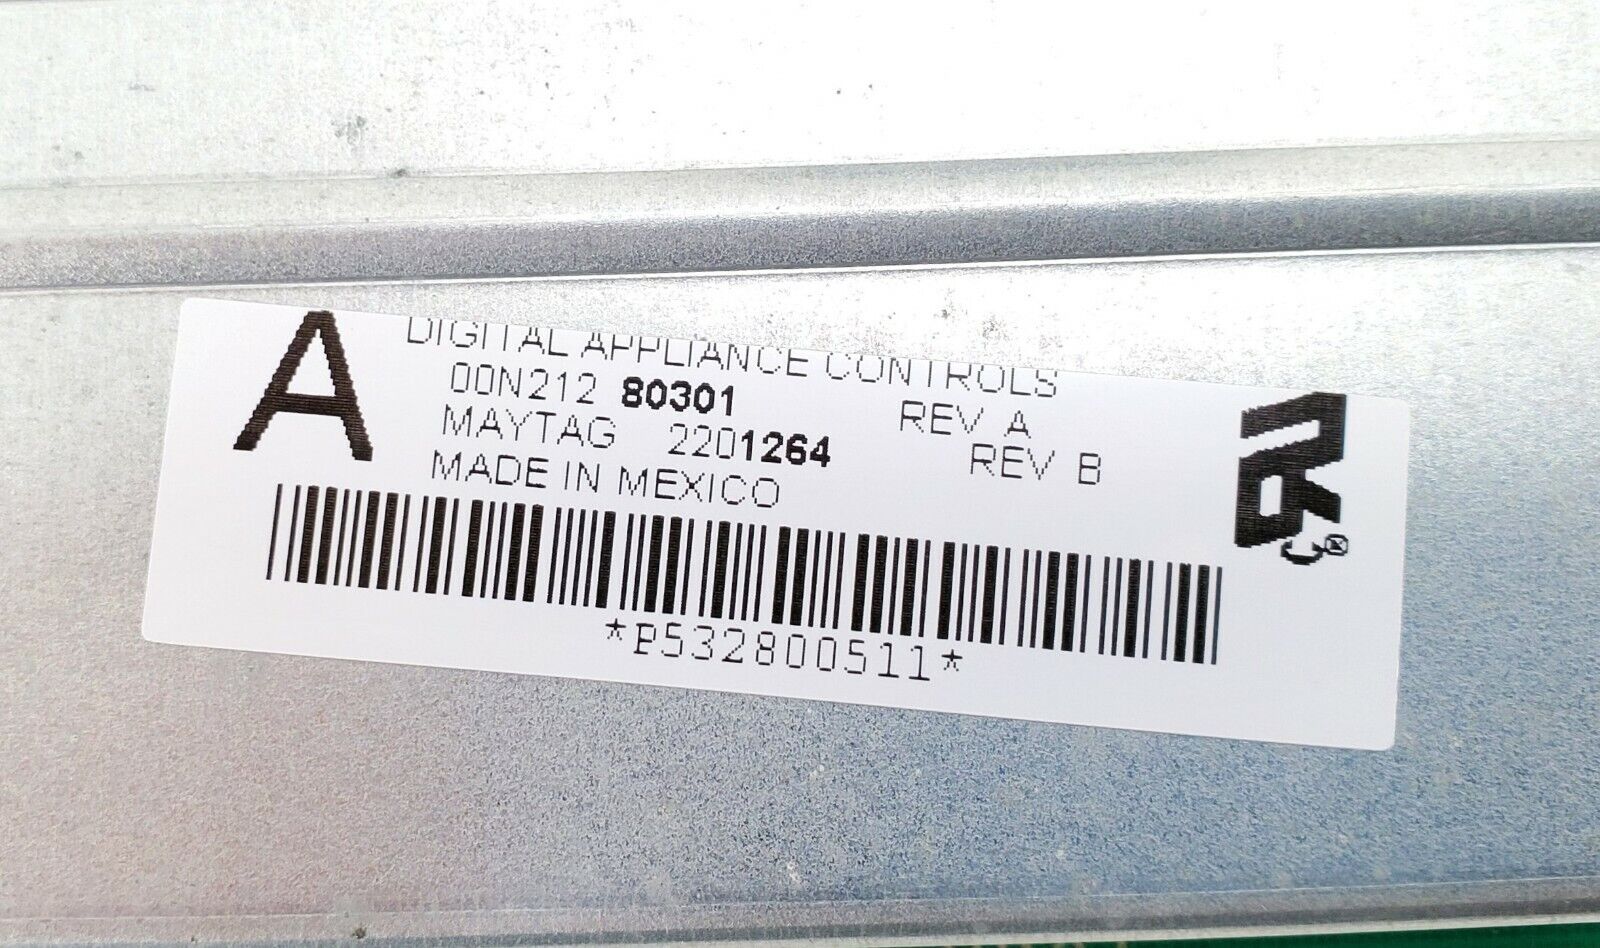 A
DIGITAL APPLIANCE CONTROLS
00N212 80301 REV A
MAYTAG 2201264 REV B
MADE IN MEXICO
*P532800511*
®